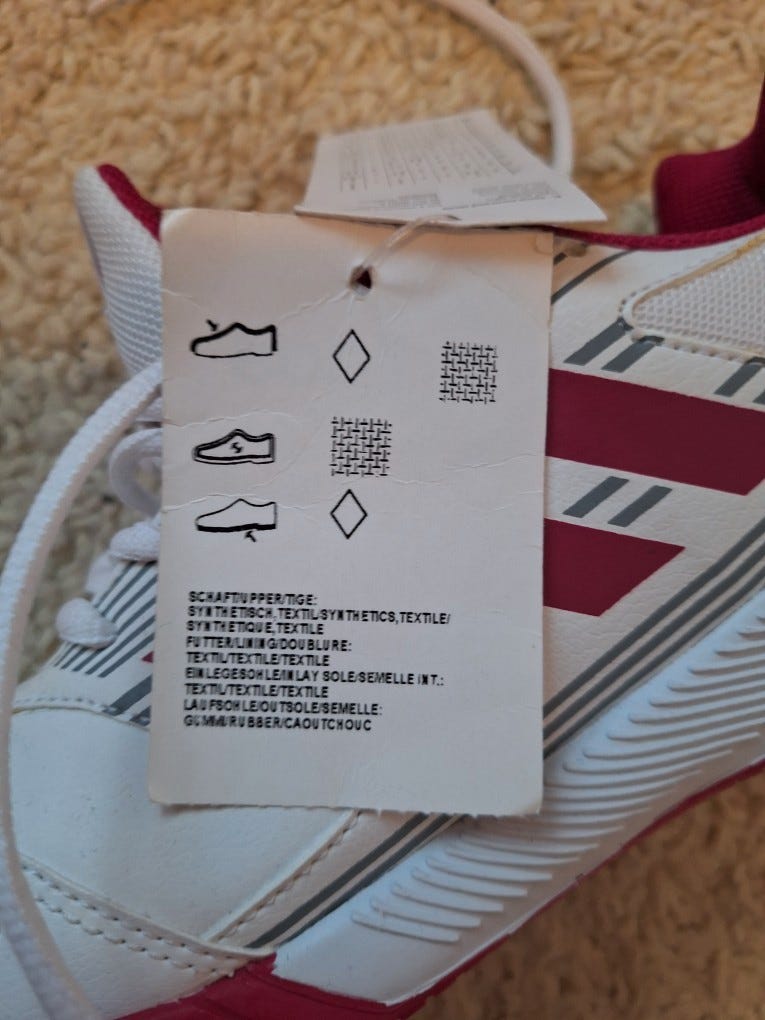 SCHAFT/UPPER/TIGE:
SYNTHETISCH,TEXTIL/SYNTHETICS,TEXTILE/
SYNTHETIQUE,TEXTILE
FUTTER/LINING/DOUBLURE:
TEXTIL/TEXTILE/TEXTILE
EINLEGESOHLE/INLAY SOLE/SEMELLE INT.:
TEXTIL/TEXTILE/TEXTILE
LAUFSOHLE/OUTSOLE/SEMELLE:
GUMMI/RUBBER/CAOUTCHOUC